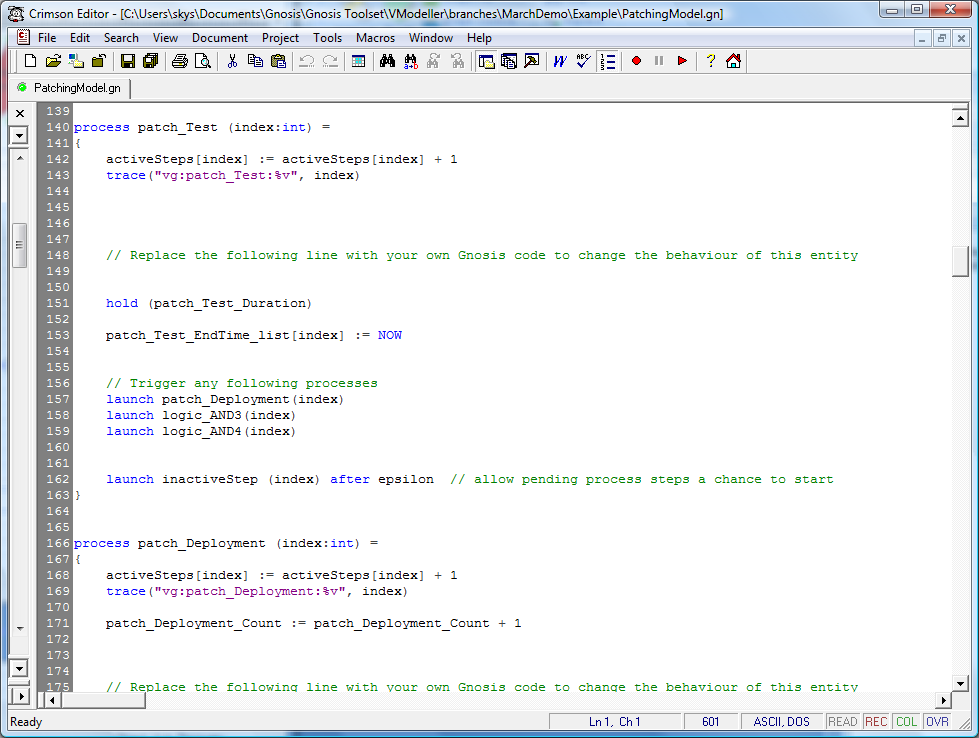 Crimson Editor - [C:\Users\skys\Documents\Gnosis\Gnosis Toolset\VModeller\branches\MarchDemo\Example\PatchingModel.gn]
File Edit Search View Document Project Tools Macros Window Help
PatchingModel.gn
139
140 process patch_Test (index:int) =
141 {
142 activeSteps[index] := activeSteps[index] + 1
143 trace("vg:patch_Test:%v", index)
144
145
146
147
148 // Replace the following line with your own Gnosis code to change the behaviour of this entity
149
150
151 hold (patch_Test_Duration)
152
153 patch_Test_EndTime_list[index] := NOW
154
155
156 // Trigger any following processes
157 launch patch_Deployment(index)
158 launch logic_AND3(index)
159 launch logic_AND4(index)
160
161
162 launch inactiveStep (index) after epsilon // allow pending process steps a chance to start
163 }
164
165
166 process patch_Deployment (index:int) =
167 {
168 activeSteps[index] := activeSteps[index] + 1
169 trace("vg:patch_Deployment:%v", index)
170
171 patch_Deployment_Count := patch_Deployment_Count + 1
172
173
174
175 // Replace the following line with your own Gnosis code to change the behaviour of this entity
Ready Ln 1, Ch 1 601 ASCII, DOS READ REC COL OVR